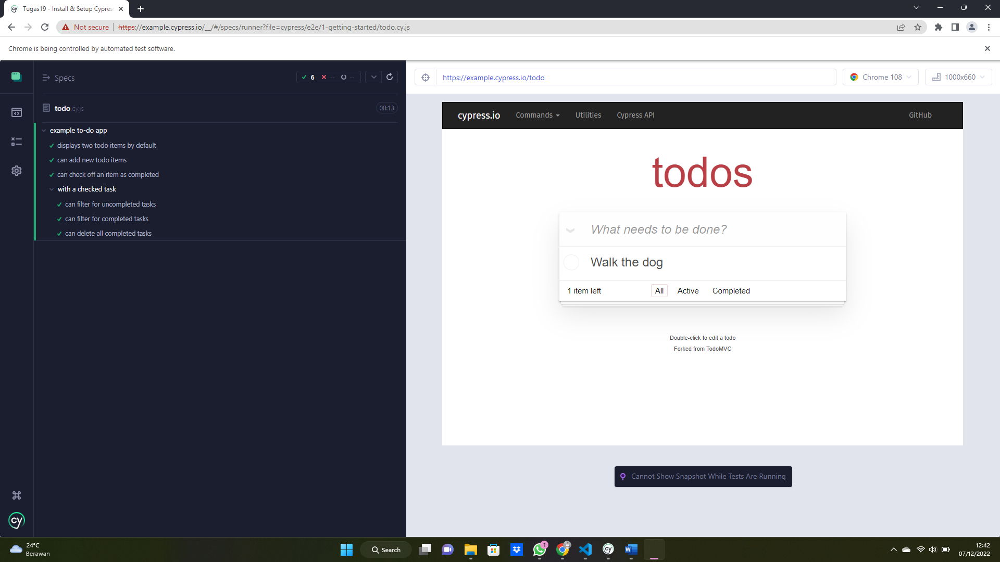 Tugas19 - Install & Setup Cypres
Not secure
https://example.cypress.io/__/#/specs/runner?file=cypress/e2e/1-getting-started/todo.cy.js
Chrome is being controlled by automated test software.
Specs
6 -- --
https://example.cypress.io/todo
Chrome 108
1000x660
todo.cy.js
00:13
example to-do app
displays two todo items by default
can add new todo items
can check off an item as completed
with a checked task
can filter for uncompleted tasks
can filter for completed tasks
can delete all completed tasks
cypress.io Commands Utilities Cypress API GitHub
todos
What needs to be done?
Walk the dog
1 item left All Active Completed
Double-click to edit a todo
Forked from TodoMVC
Cannot Show Snapshot While Tests Are Running
cy
24°C
Berawan
Search
1
cy
12:42
07/12/2022